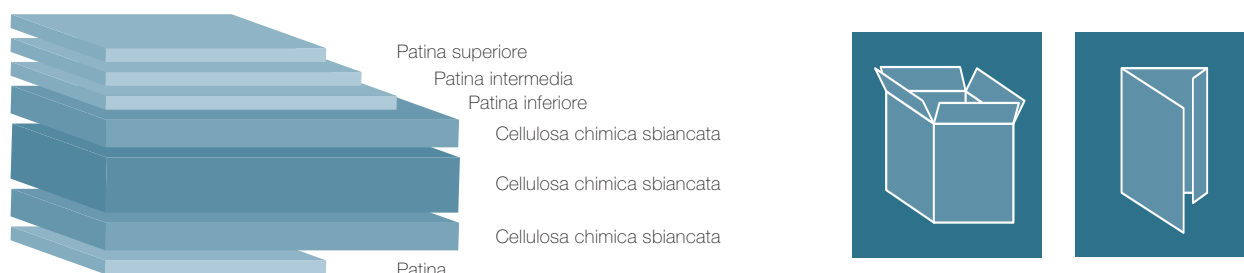 Patina superiore
Patina intermedia
Patina inferiore
Cellulosa chimica sbiancata
Cellulosa chimica sbiancata
Cellulosa chimica sbiancata
Patina